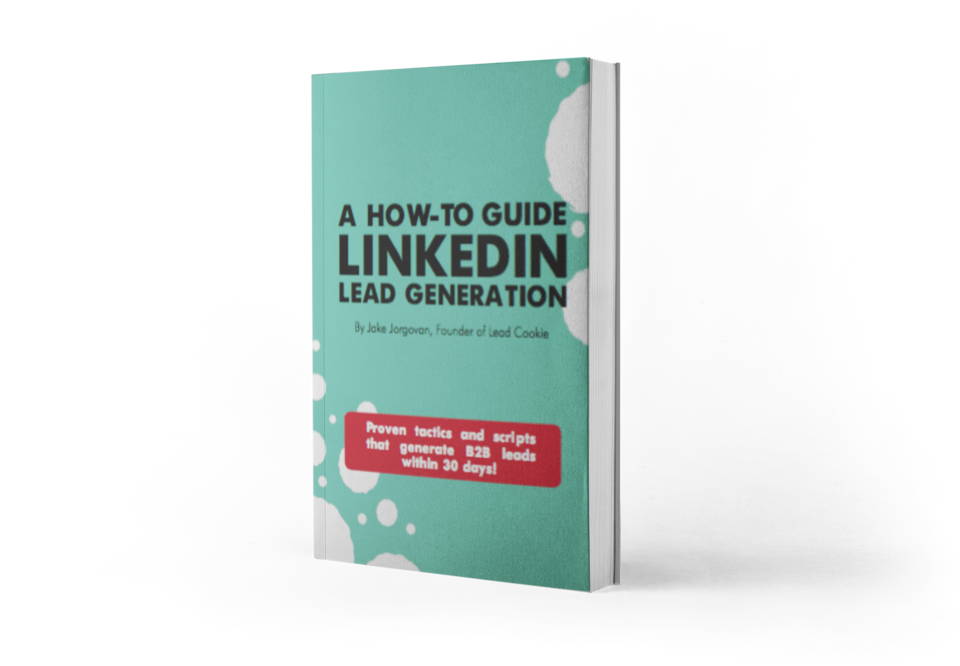 A HOW-TO GUIDE
LINKEDIN
LEAD GENERATION
By Jake Jorgovan, Founder of Lead Cookie
Proven tactics and scripts
that generate B2B leads
within 30 days!